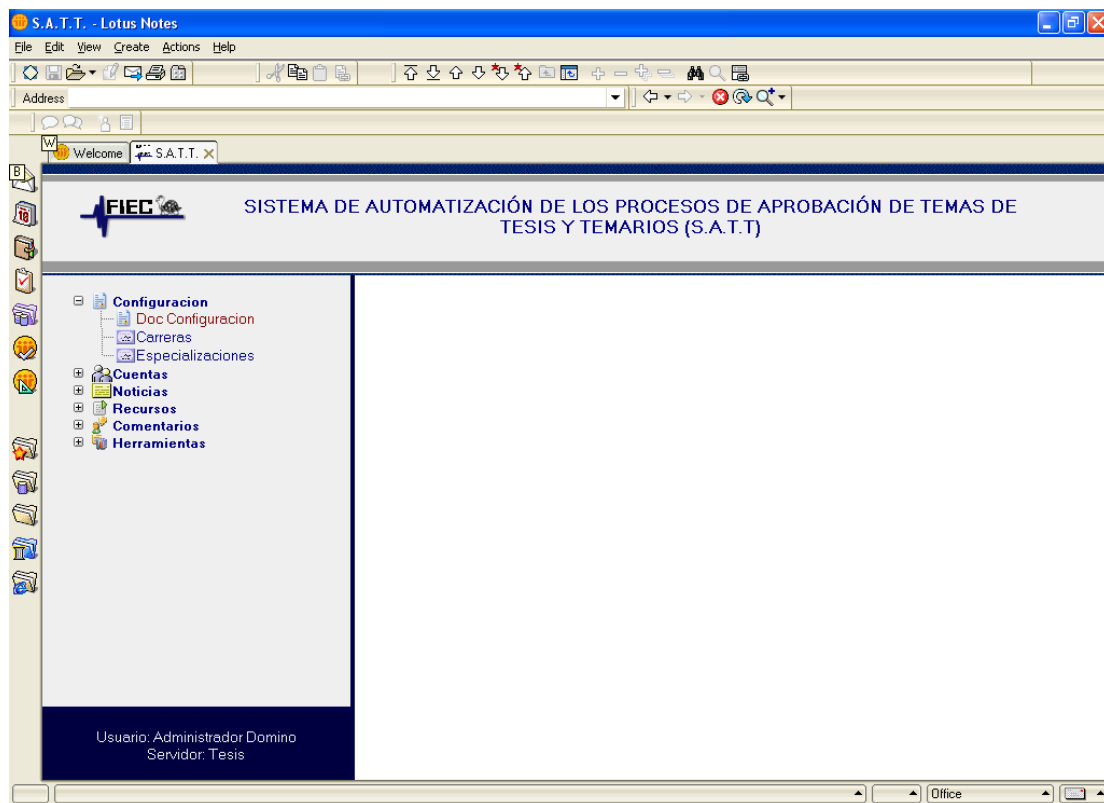 S.A.T.T. - Lotus Notes
File Edit View Create Actions Help
Address
W
Welcome S.A.T.T.
B
18
FIEC
SISTEMA DE AUTOMATIZACIÓN DE LOS PROCESOS DE APROBACIÓN DE TEMAS DE
TESIS Y TEMARIOS (S.A.T.T)
Configuracion
Doc Configuracion
Carreras
Especializaciones
Cuentas
Noticias
Recursos
Comentarios
Herramientas
Usuario: Administrador Domino
Servidor: Tesis
Office